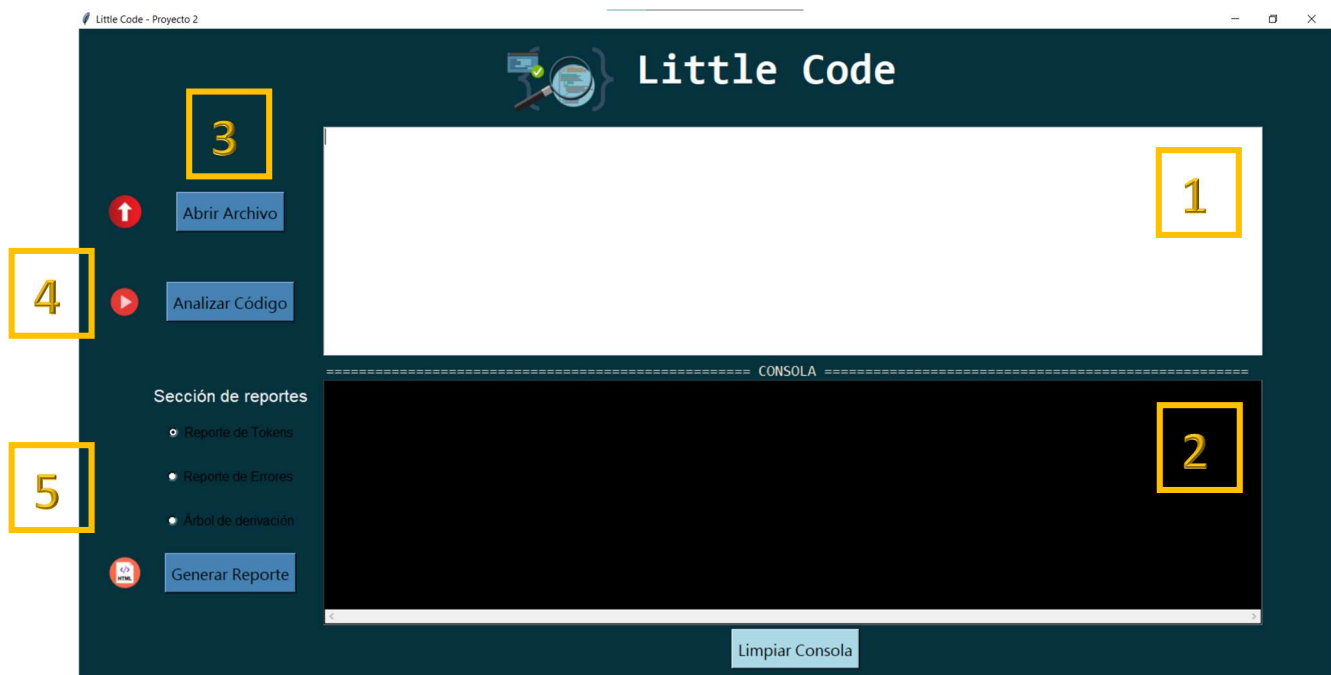 Little Code - Proyecto 2
Little Code
3
1
Abrir Archivo
4
Analizar Código
==================================================== CONSOLA ====================================================
Sección de reportes
2
Reporte de Tokens
5
Reporte de Errores
Árbol de derivación
</>
HTML
Generar Reporte
Limpiar Consola